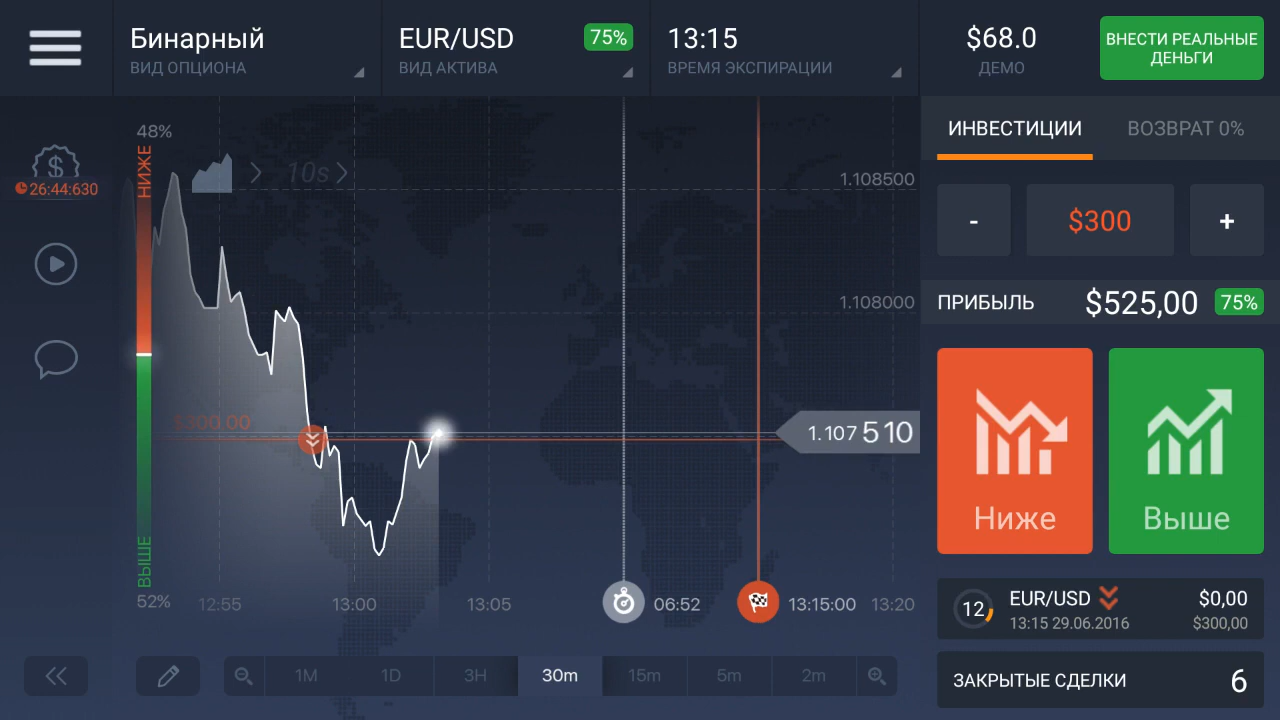 Бинарный
ВИД ОПЦИОНА
EUR/USD
75%
ВИД АКТИВА
13:15
ВРЕМЯ ЭКСПИРАЦИИ
$68.0
ДЕМО
ВНЕСТИ РЕАЛЬНЫЕ
ДЕНЬГИ
48%
НИЖЕ
$
26:44:630
10s
1.108500
1.108000
$300.00
1.107510
ВЫШЕ
52%
12:55
13:00
13:05
06:52
13:15:00
13:20
1M
1D
3H
30m
15m
5m
2m
ИНВЕСТИЦИИ
ВОЗВРАТ 0%
-
$300
+
ПРИБЫЛЬ
$525,00
75%
Ниже
Выше
12
EUR/USD
$0,00
13:15 29.06.2016
$300,00
ЗАКРЫТЫЕ СДЕЛКИ
6